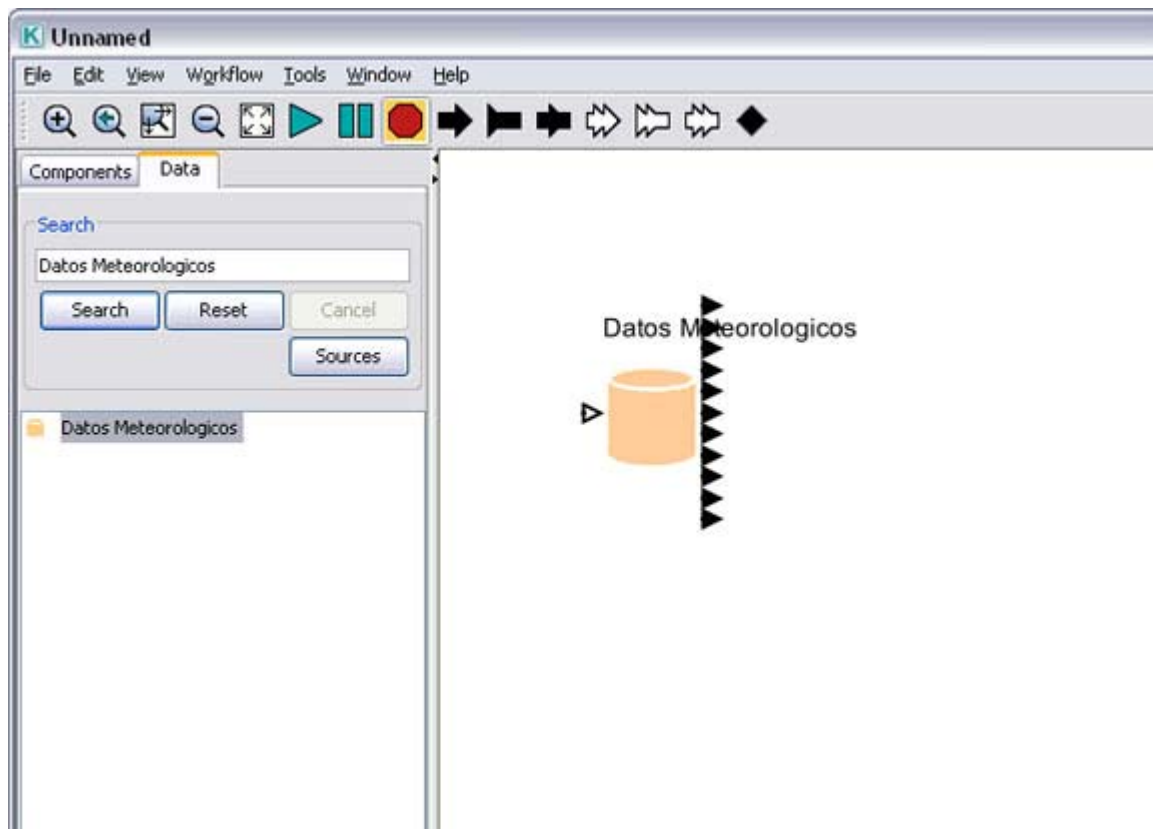 K Unnamed
File Edit View Workflow Tools Window Help
Components Data
Search
Datos Meteorologicos
Search Reset Cancel
Sources
Datos Meteorologicos
Datos Meteorologicos